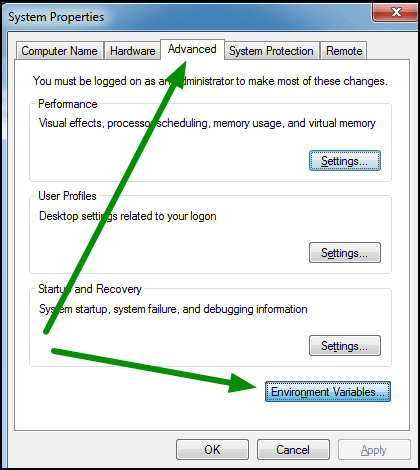 System Properties
Computer Name Hardware Advanced System Protection Remote
You must be logged on as an Administrator to make most of these changes.
Performance
Visual effects, processor scheduling, memory usage, and virtual memory
Settings...
User Profiles
Desktop settings related to your logon
Settings...
Startup and Recovery
System startup, system failure, and debugging information
Settings...
Environment Variables...
OK Cancel Apply